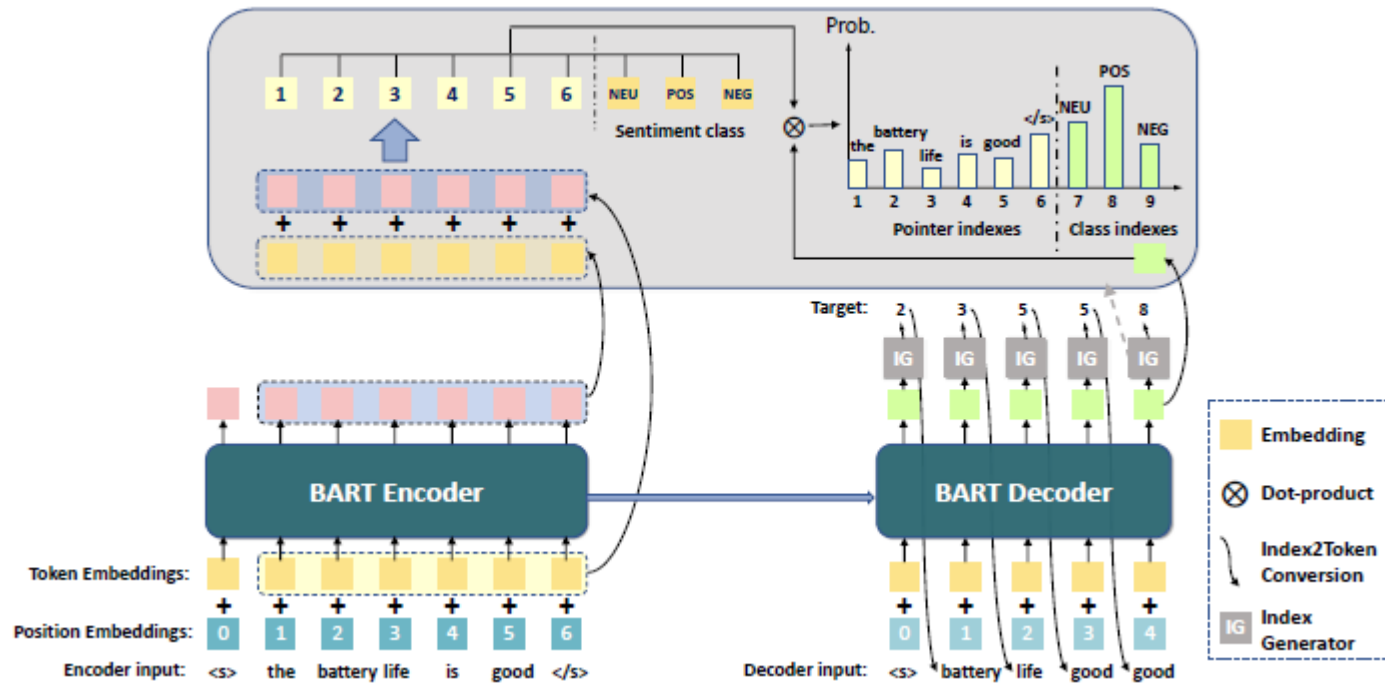 Prob.
1 2 3 4 5 6 NEU POS NEG
Sentiment class
the battery life is good </s> NEU POS NEG
1 2 3 4 5 6 7 8 9
Pointer indexes Class indexes
+ + + + + +
Target: 2 3 5 5 8
IG IG IG IG IG
BART Encoder
BART Decoder
Token Embeddings:
+ + + + + + +
+ + + + +
Position Embeddings: 0 1 2 3 4 5 6
0 1 2 3 4
Encoder input: <s> the battery life is good </s>
Decoder input: <s> battery life good good
Embedding
Dot-product
Index2Token
Conversion
IG Index
Generator